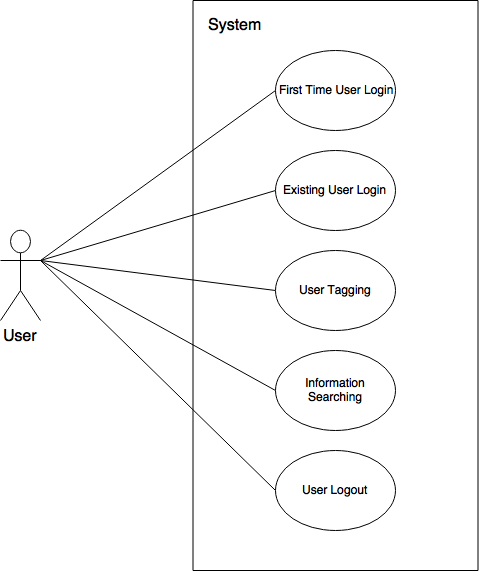 System
First Time User Login
Existing User Login
User Tagging
User
Information
Searching
User Logout